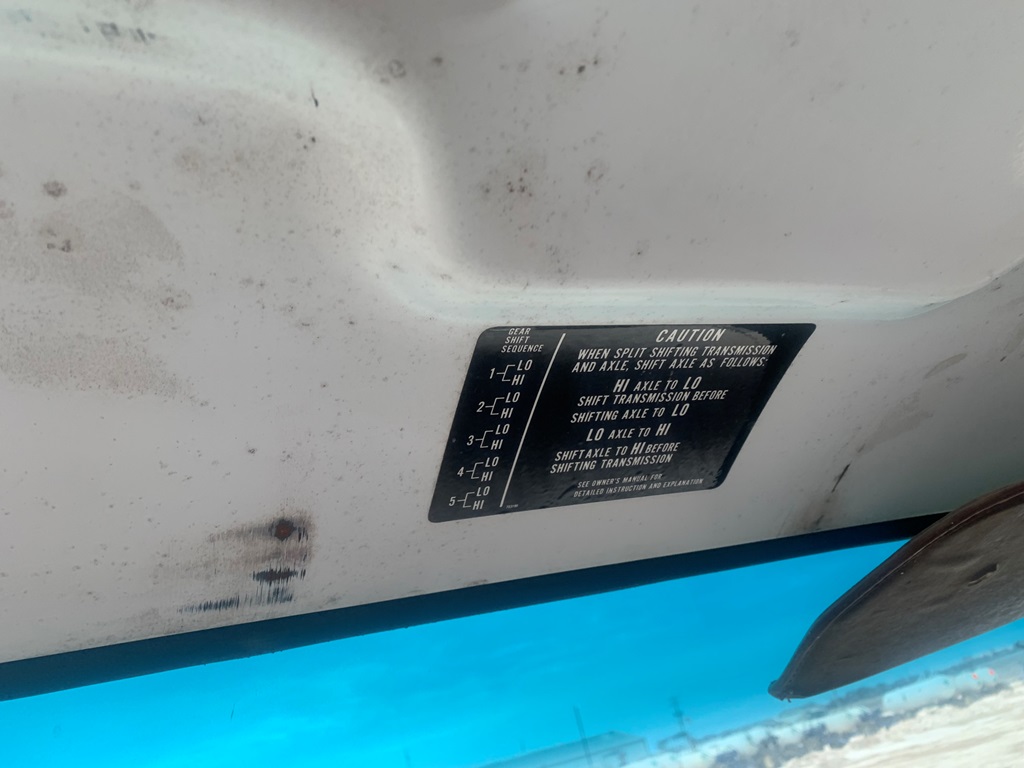 GEAR
SHIFT
SEQUENCE
1 LO
HI
2 LO
HI
3 LO
HI
4 LO
HI
5 LO
HI
CAUTION
WHEN SPLIT SHIFTING TRANSMISSION
AND AXLE, SHIFT AXLE AS FOLLOWS:
HI AXLE TO LO
SHIFT TRANSMISSION BEFORE
SHIFTING AXLE TO LO
LO AXLE TO HI
SHIFT AXLE TO HI BEFORE
SHIFTING TRANSMISSION
SEE OWNER'S MANUAL FOR
DETAILED INSTRUCTION AND EXPLANATION